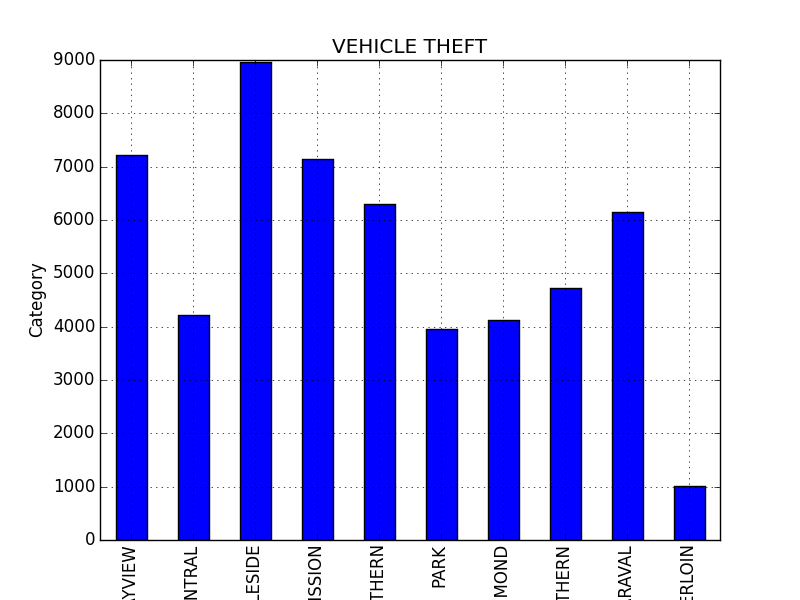 VEHICLE THEFT
9000
8000
7000
6000
5000
4000
3000
2000
1000
0
Category
YVIEW
NTRAL
LESIDE
ISSION
THERN
PARK
MOND
THERN
RAVAL
ERLOIN